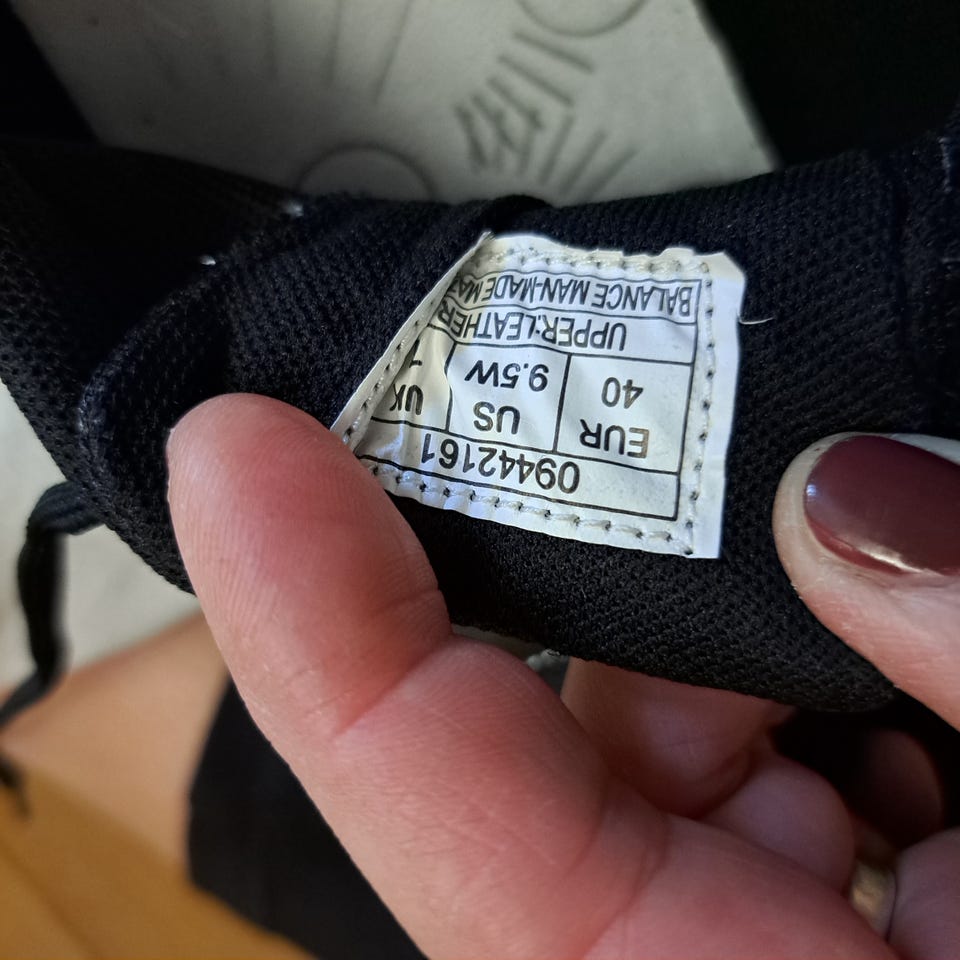 09442161
EUR US UK
40 9.5W
UPPER:LEATHER
BALANCE MAN-MADE